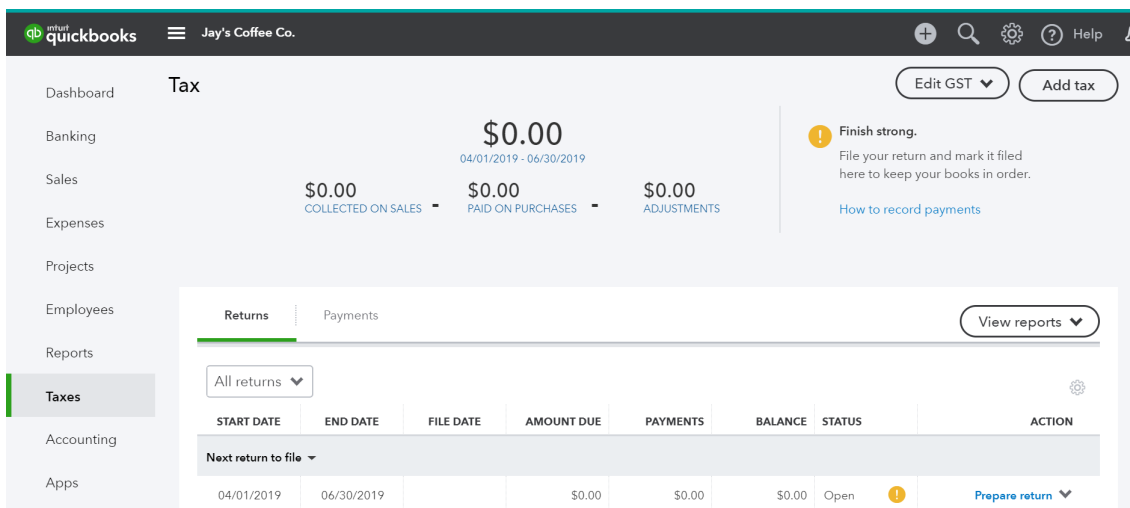 intuit
qb quickbooks Jay's Coffee Co. Help
Dashboard
Banking
Sales
Expenses
Projects
Employees
Reports
Taxes
Accounting
Apps
Tax
Edit GST
Add tax
$0.00
04/01/2019 - 06/30/2019
$0.00 - $0.00 - $0.00
COLLECTED ON SALES PAID ON PURCHASES ADJUSTMENTS
!
Finish strong.
File your return and mark it filed
here to keep your books in order.
How to record payments
Returns Payments
View reports
All returns
START DATE END DATE FILE DATE AMOUNT DUE PAYMENTS BALANCE STATUS ACTION
Next return to file
04/01/2019 06/30/2019 $0.00 $0.00 $0.00 Open ! Prepare return